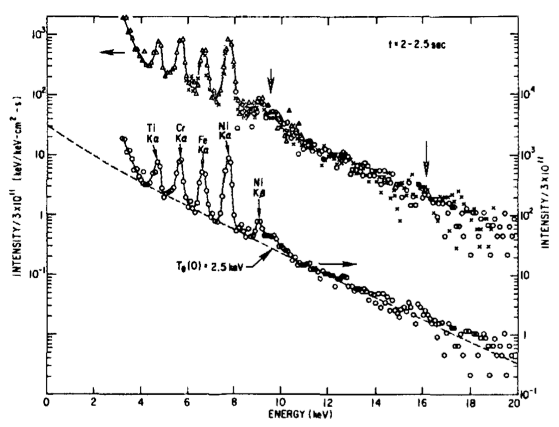 t = 2-2.5 sec
INTENSITY/3×10¹¹ (keV/keV-cm²-s)
10³
10²
10
1
10⁻¹
Ti Kα
Cr Kα
Fe Kα
Ni Kα
Ni Kβ
Tₑ(0) = 2.5 keV
10⁴
10³
10²
10
1
10⁻¹
INTENSITY/3×10¹¹
0 2 4 6 8 10 12 14 16 18 20
ENERGY (keV)